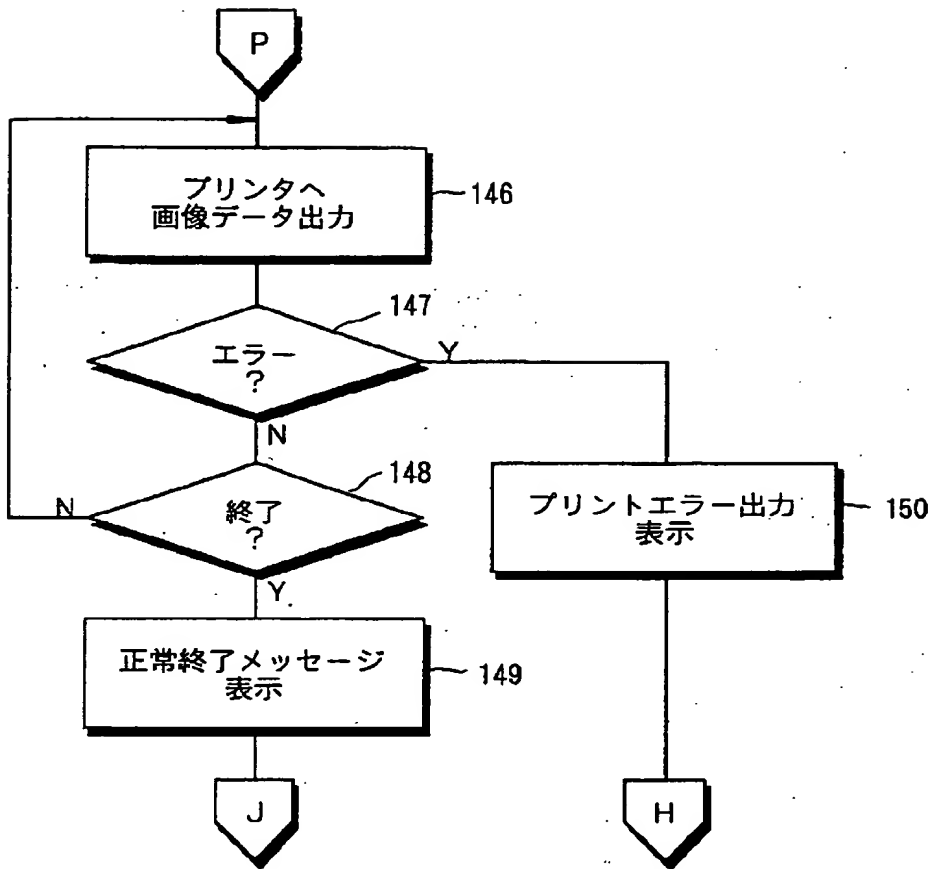 P
プリンタへ
画像データ出力
146
147
エラー
?
Y
N
148
終了
?
N
Y
プリントエラー出力
表示
150
正常終了メッセージ
表示
149
J
H